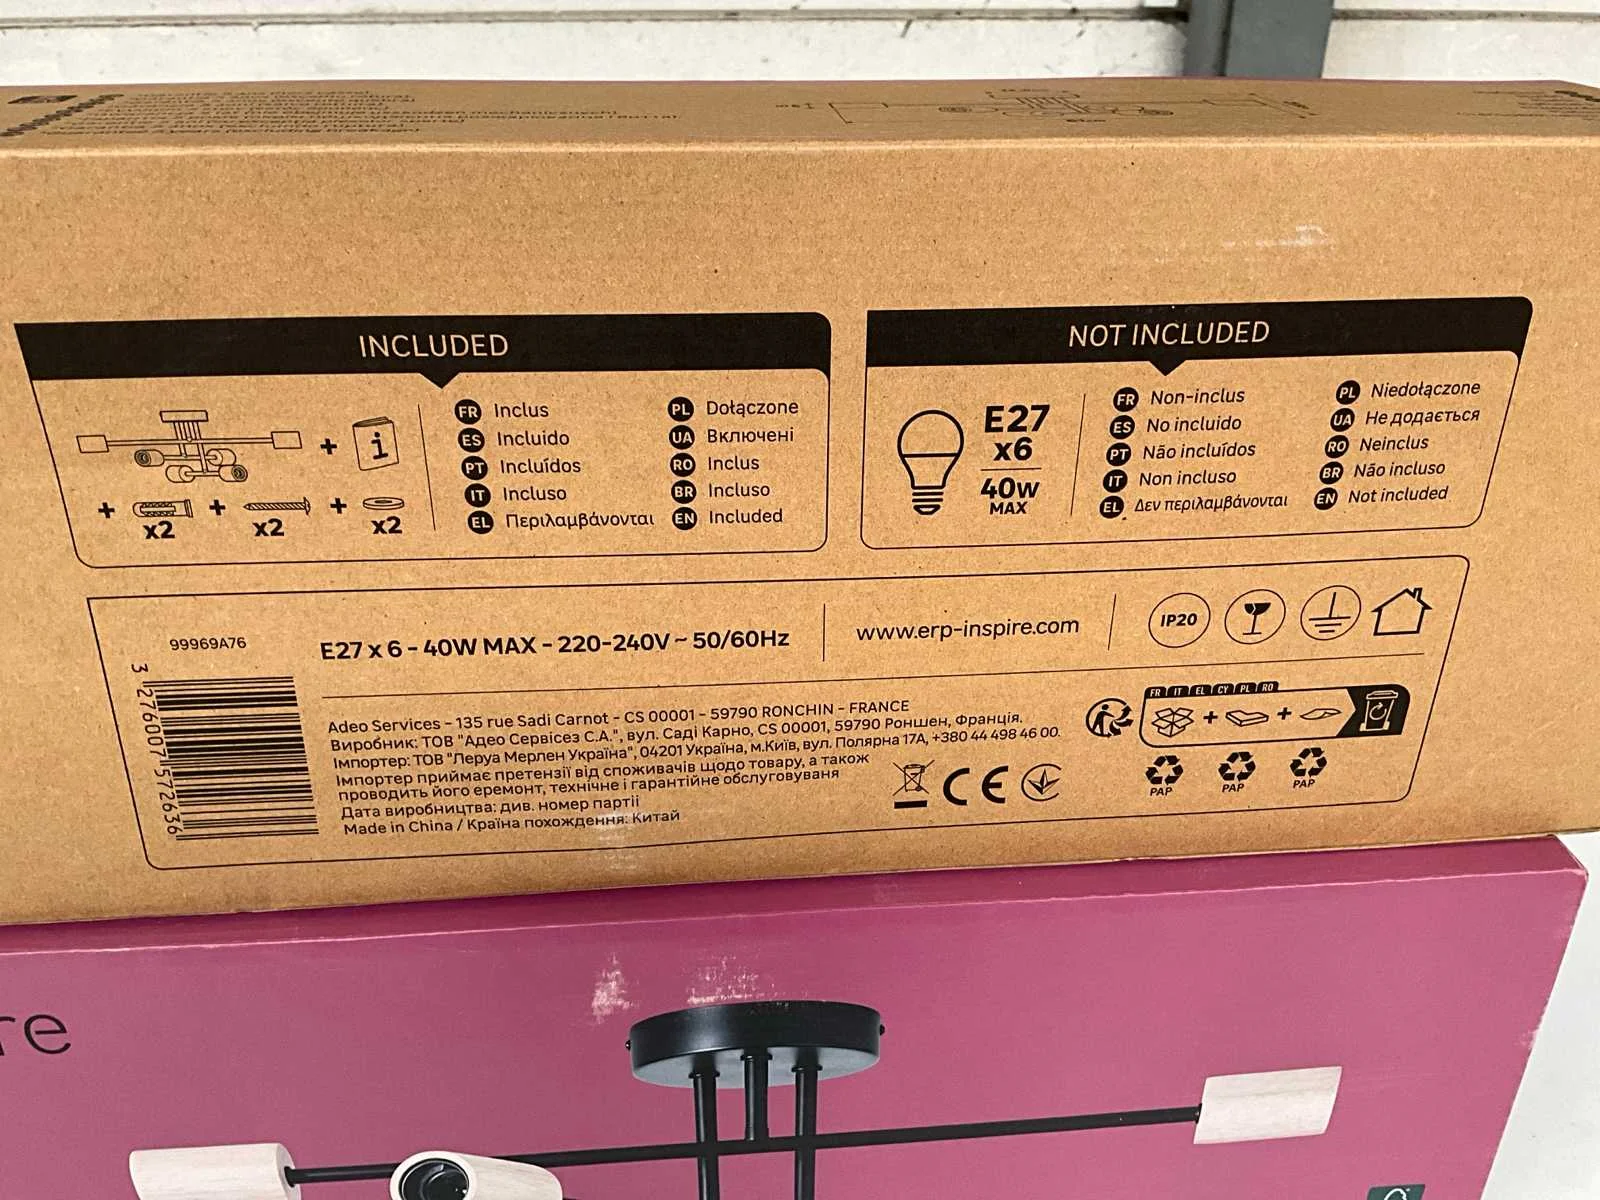 INCLUDED
+ i
+ x2 + x2 + x2
FR Inclus
ES Incluido
PT Incluídos
IT Incluso
EL Περιλαμβάνονται
PL Dołączone
UA Включені
RO Inclus
BR Incluso
EN Included
NOT INCLUDED
E27
x6
40w
MAX
FR Non-inclus
ES No incluido
PT Não incluídos
IT Non incluso
EL Δεν περιλαμβάνονται
PL Niedołączone
UA Не додається
RO Neinclus
BR Não incluso
EN Not included
99969A76
3 276007 572636
E27 x 6 - 40W MAX - 220-240V ~ 50/60Hz
www.erp-inspire.com
IP20
Adeo Services - 135 rue Sadi Carnot - CS 00001 - 59790 RONCHIN - FRANCE
Виробник: ТОВ "Адео Сервісез С.А.", вул. Саді Карно, CS 00001, 59790 Роншен, Франція.
Імпортер: ТОВ "Леруа Мерлен Україна", 04201 Україна, м.Київ, вул. Полярна 17А, +380 44 498 46 00.
Імпортер приймає претензії від споживачів щодо товару, а також
проводить його еремонт, технічне і гарантійне обслуговуваня
Дата виробництва: див. номер партії
Made in China / Країна похождення: Китай
CE
FR IT EL CY PL RO
+ +
PAP PAP PAP
re